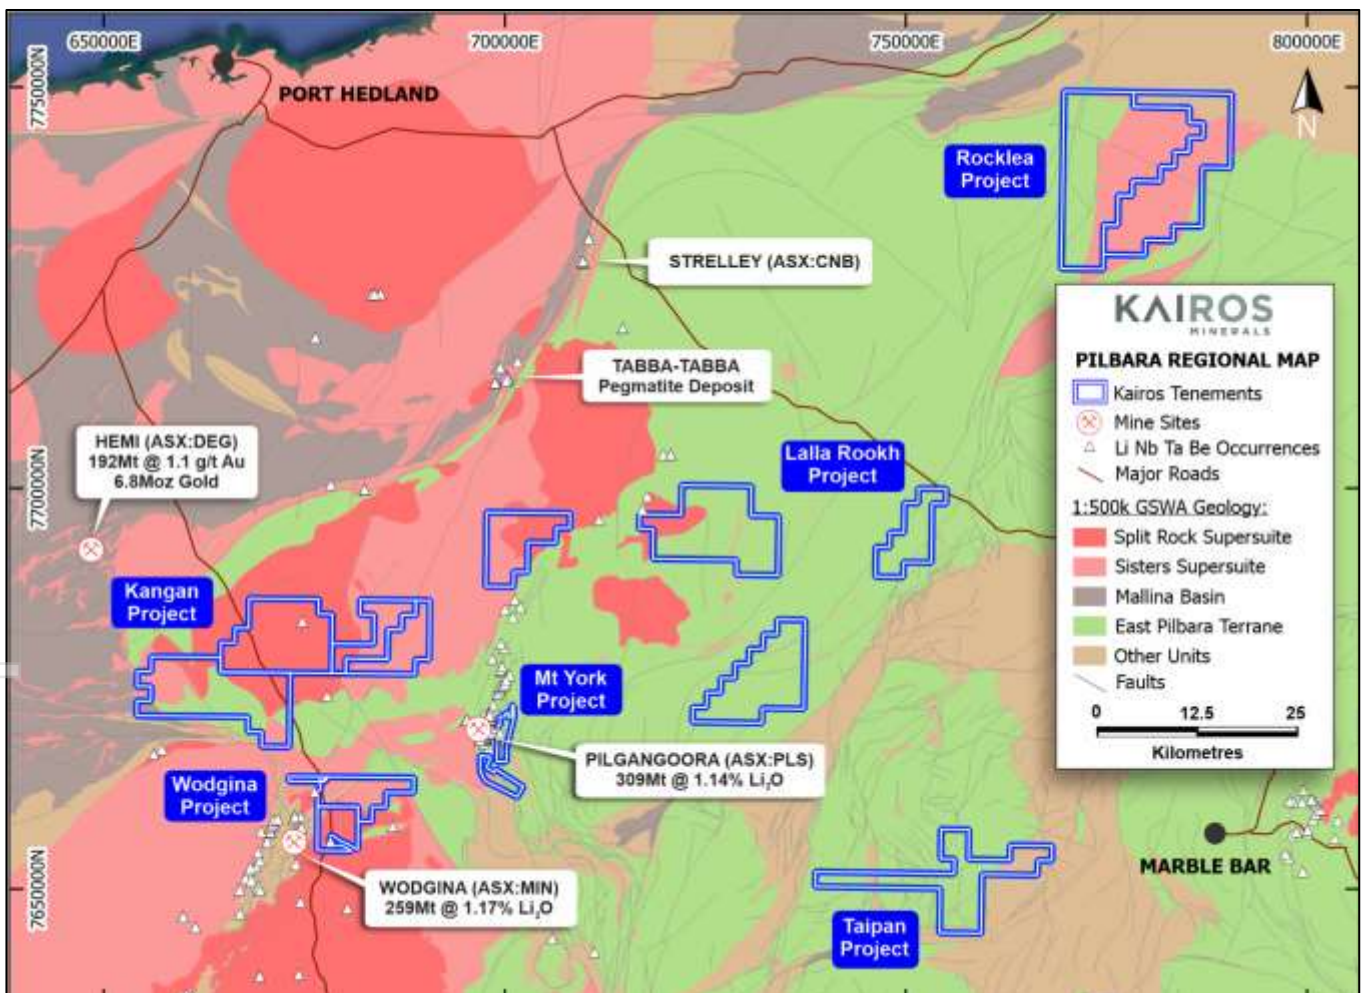 650000E
700000E
750000E
800000E
7750000N
7700000N
7650000N
PORT HEDLAND
N
Rocklea
Project
STRELLEY (ASX:CNB)
TABBA-TABBA
Pegmatite Deposit
HEMI (ASX:DEG)
192Mt @ 1.1 g/t Au
6.8Moz Gold
Lalla Rookh
Project
Kangan
Project
Mt York
Project
PILGANGOORA (ASX:PLS)
309Mt @ 1.14% Li₂O
Wodgina
Project
WODGINA (ASX:MIN)
259Mt @ 1.17% Li₂O
Taipan
Project
MARBLE BAR
KAIROS
MINERALS
PILBARA REGIONAL MAP
Kairos Tenements
Mine Sites
Li Nb Ta Be Occurrences
Major Roads
1:500k GSWA Geology:
Split Rock Supersuite
Sisters Supersuite
Mallina Basin
East Pilbara Terrane
Other Units
Faults
0 12.5 25
Kilometres